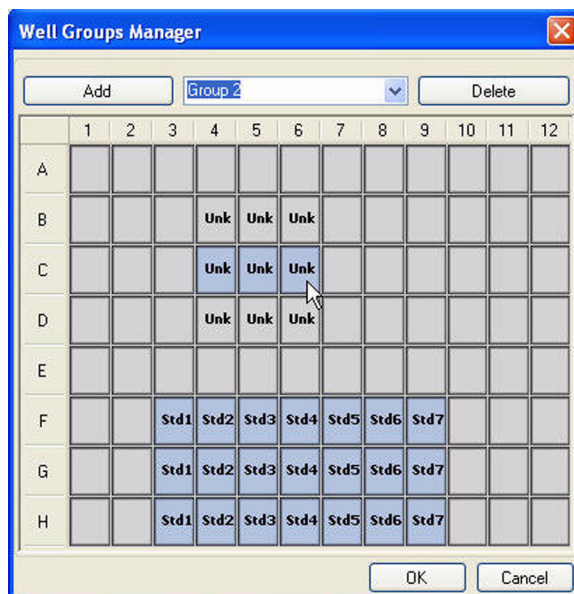 Well Groups Manager
Add Group 2 Delete
1 2 3 4 5 6 7 8 9 10 11 12
A
B Unk Unk Unk
C Unk Unk Unk
D Unk Unk Unk
E
F Std1 Std2 Std3 Std4 Std5 Std6 Std7
G Std1 Std2 Std3 Std4 Std5 Std6 Std7
H Std1 Std2 Std3 Std4 Std5 Std6 Std7
OK Cancel